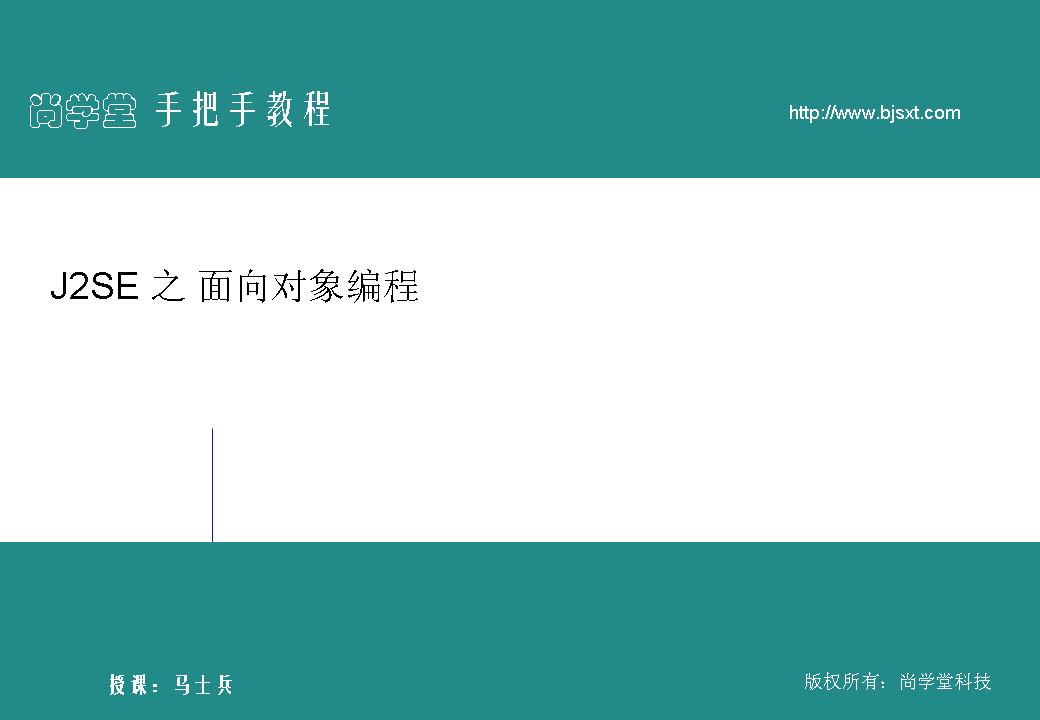 尚学堂 手把手教程
http://www.bjsxt.com
J2SE 之 面向对象编程
授课：马士兵
版权所有：尚学堂科技